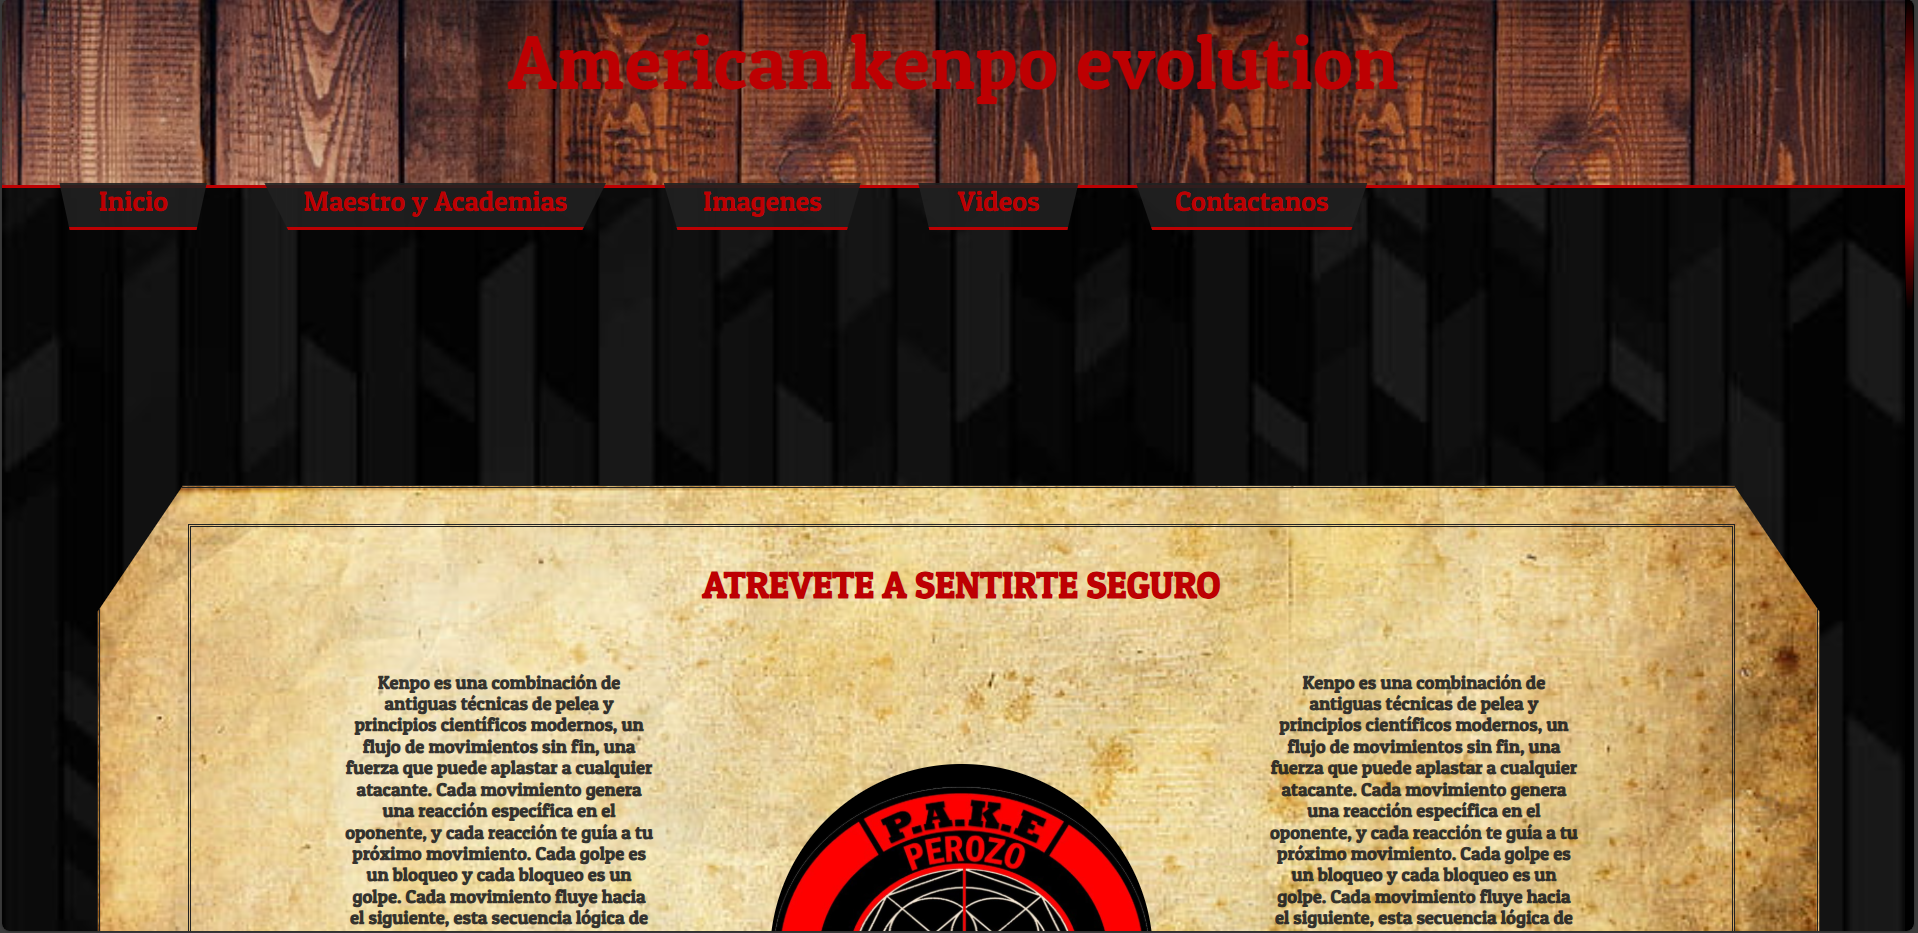 American kenpo evolution
Inicio
Maestro y Academias
Imagenes
Videos
Contactanos
ATREVETE A SENTIRTE SEGURO
Kenpo es una combinación de
antiguas técnicas de pelea y
principios científicos modernos, un
flujo de movimientos sin fin, una
fuerza que puede aplastar a cualquier
atacante. Cada movimiento genera
una reacción específica en el
oponente, y cada reacción te guía a tu
próximo movimiento. Cada golpe es
un bloqueo y cada bloqueo es un
golpe. Cada movimiento fluye hacia
el siguiente, esta secuencia lógica de
P.A.K.E
PEROZO
Kenpo es una combinación de
antiguas técnicas de pelea y
principios científicos modernos, un
flujo de movimientos sin fin, una
fuerza que puede aplastar a cualquier
atacante. Cada movimiento genera
una reacción específica en el
oponente, y cada reacción te guía a tu
próximo movimiento. Cada golpe es
un bloqueo y cada bloqueo es un
golpe. Cada movimiento fluye hacia
el siguiente, esta secuencia lógica de